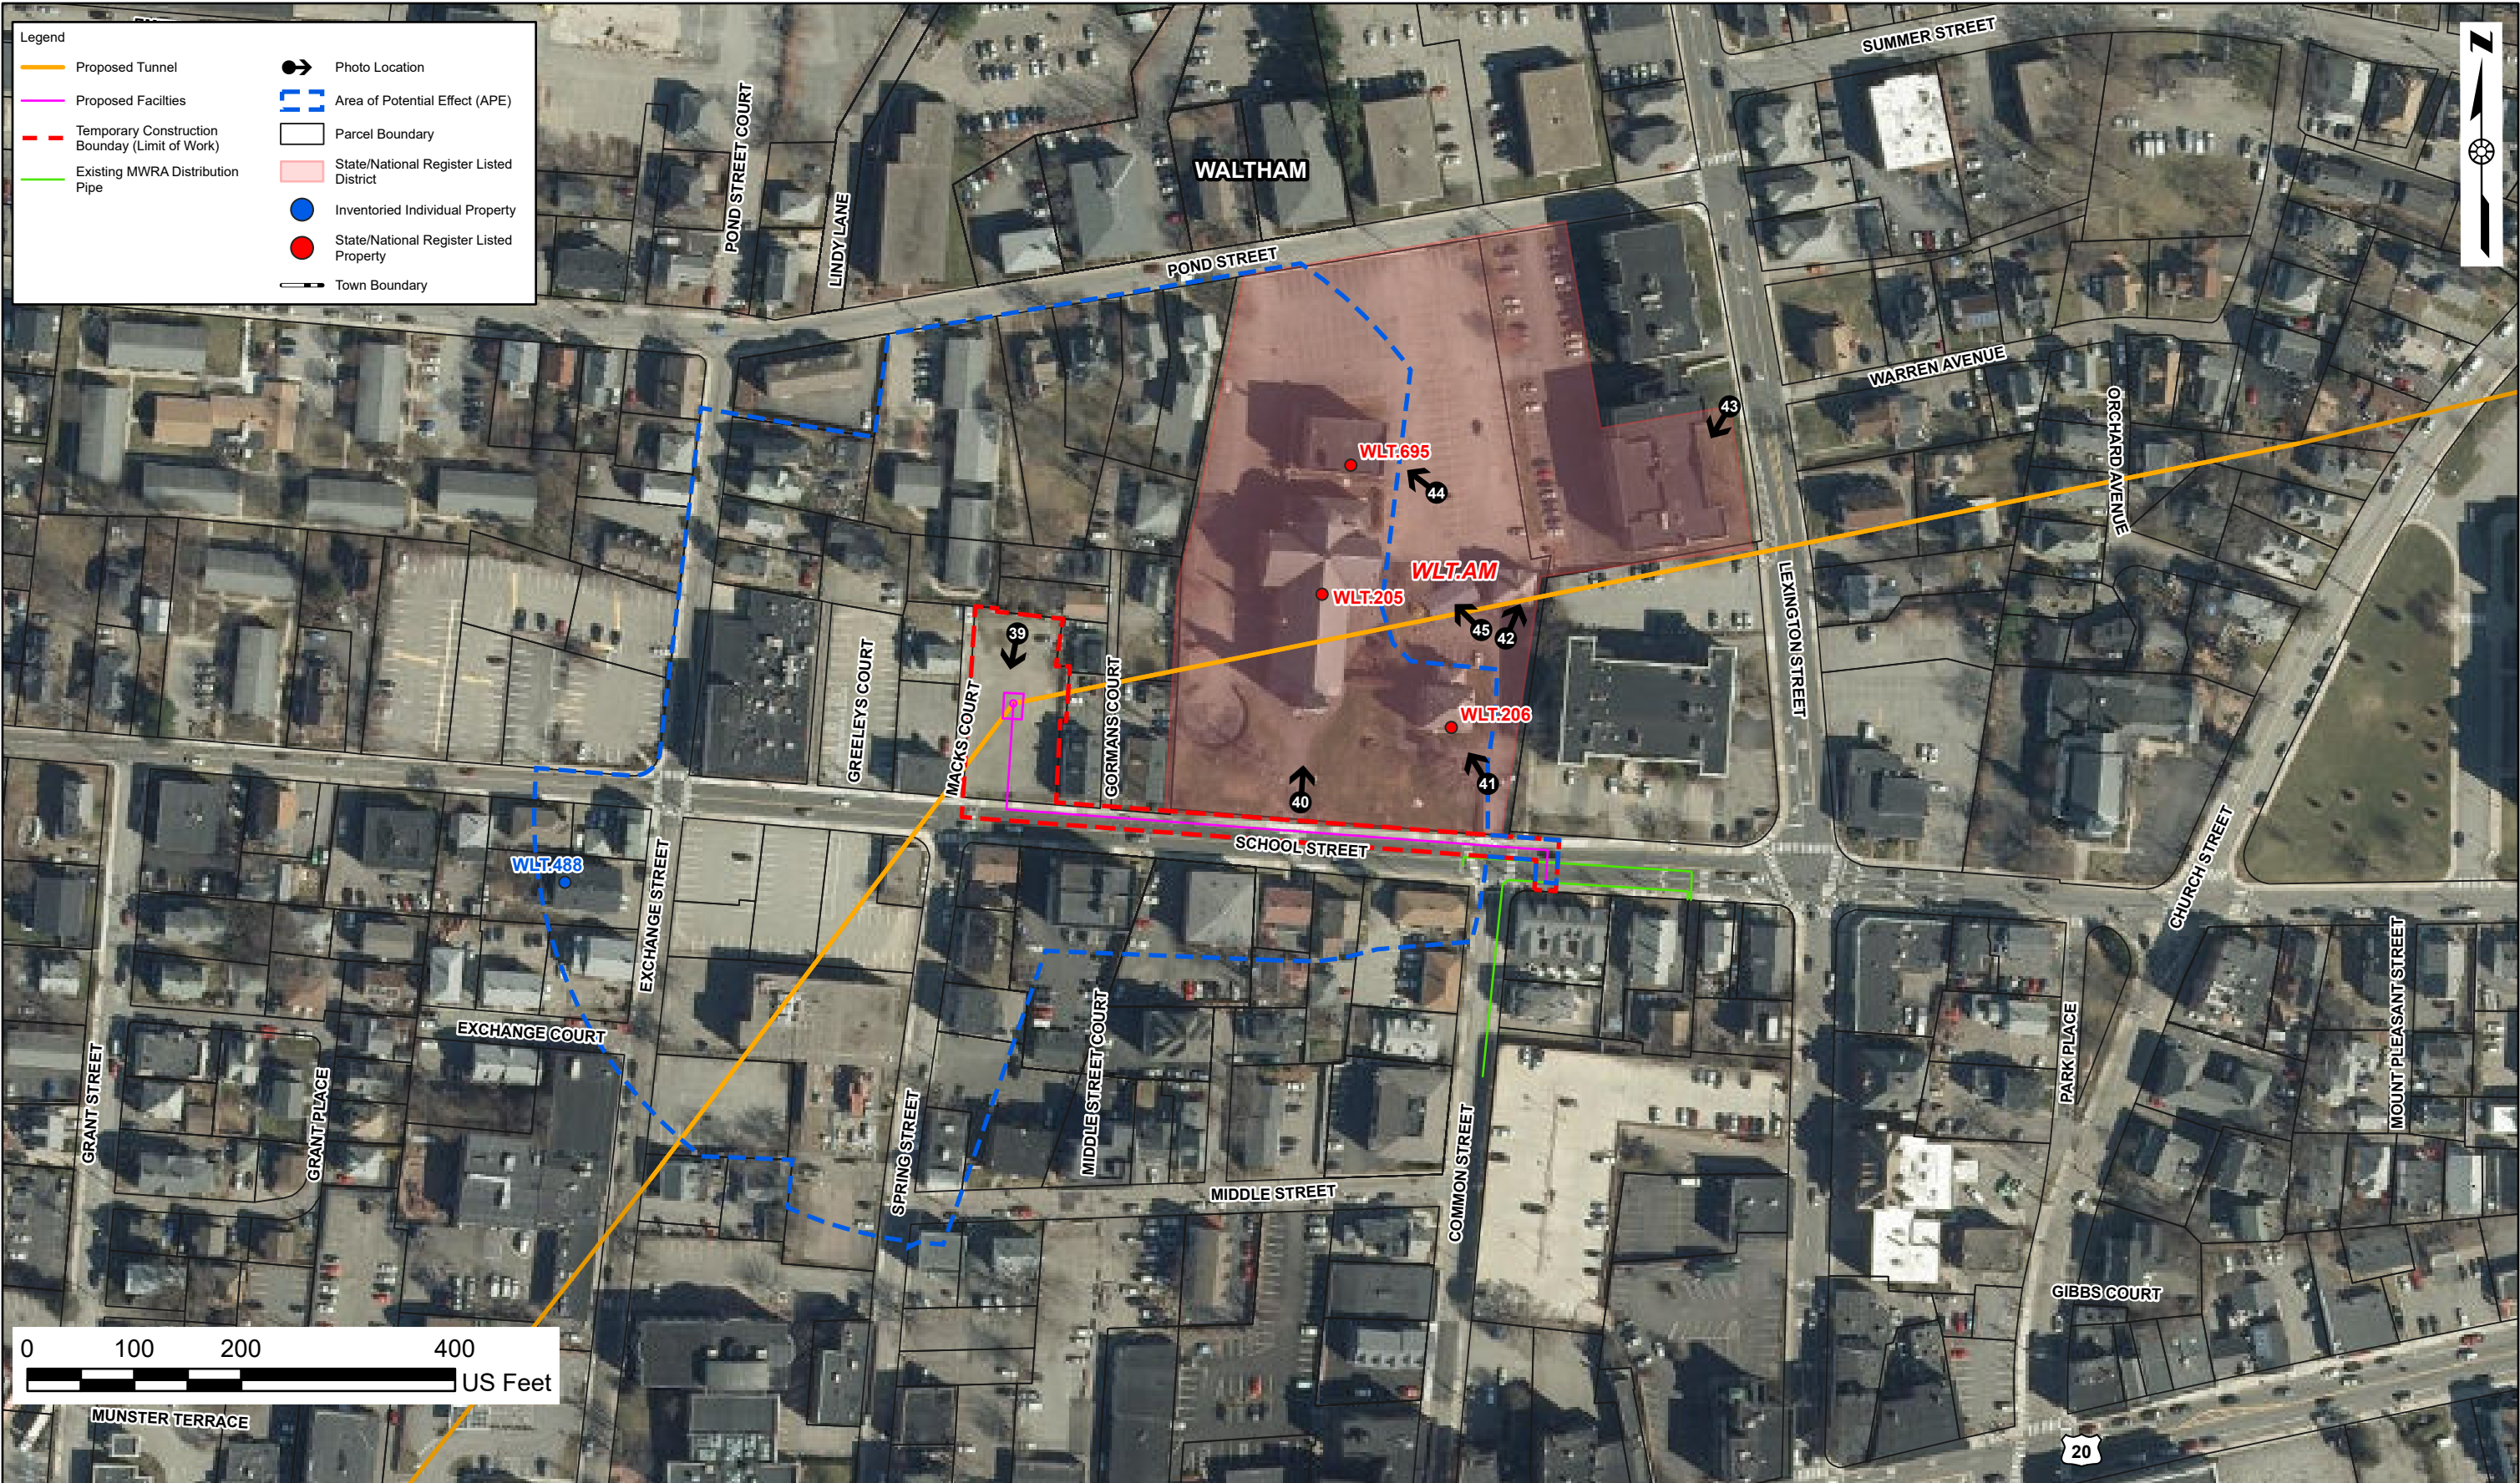 Legend
Proposed Tunnel
Proposed Facilties
Temporary Construction
Bounday (Limit of Work)
Existing MWRA Distribution
Pipe
Photo Location
Area of Potential Effect (APE)
Parcel Boundary
State/National Register Listed
District
Inventoried Individual Property
State/National Register Listed
Property
Town Boundary
N
SUMMER STREET
POND STREET COURT
LINDY LANE
WALTHAM
POND STREET
WARREN AVENUE
ORCHARD AVENUE
43
WLT.695
44
WLT.AM
WLT.205
45
42
39
LEXINGTON STREET
GREELEYS COURT
MACKS COURT
GORMANS COURT
WLT.206
41
40
SCHOOL STREET
WLT.488
EXCHANGE STREET
CHURCH STREET
EXCHANGE COURT
GRANT STREET
GRANT PLACE
SPRING STREET
MIDDLE STREET COURT
MIDDLE STREET
COMMON STREET
PARK PLACE
MOUNT PLEASANT STREET
GIBBS COURT
0 100 200 400
US Feet
MUNSTER TERRACE
20